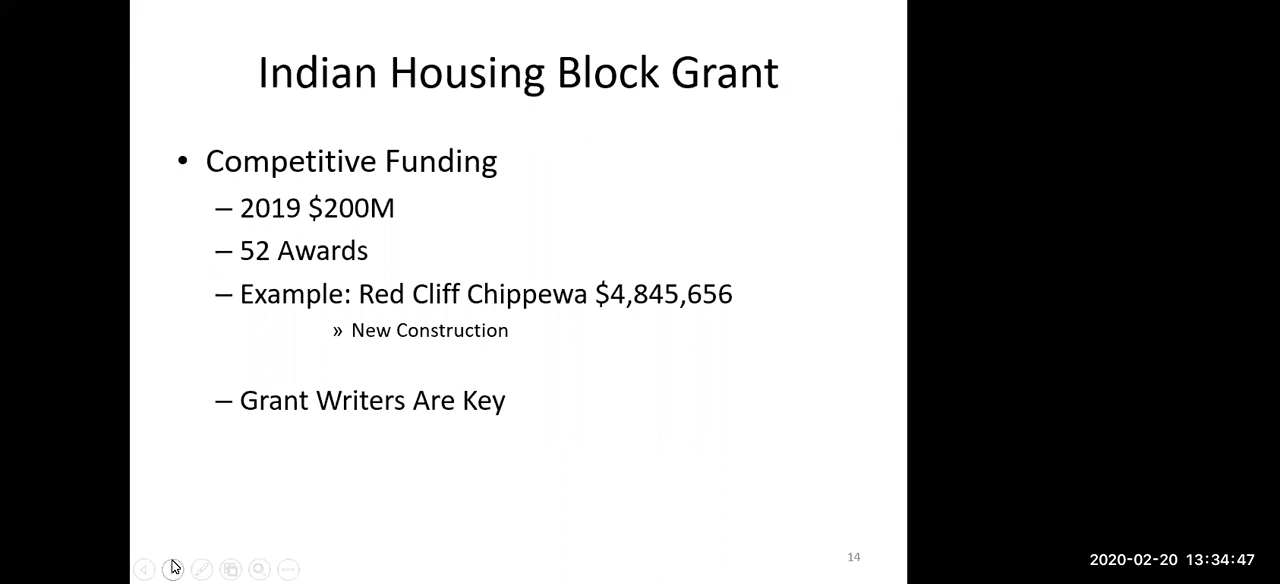 Indian Housing Block Grant
• Competitive Funding
– 2019 $200M
– 52 Awards
– Example: Red Cliff Chippewa $4,845,656
» New Construction
– Grant Writers Are Key
14
2020-02-20 13:34:47